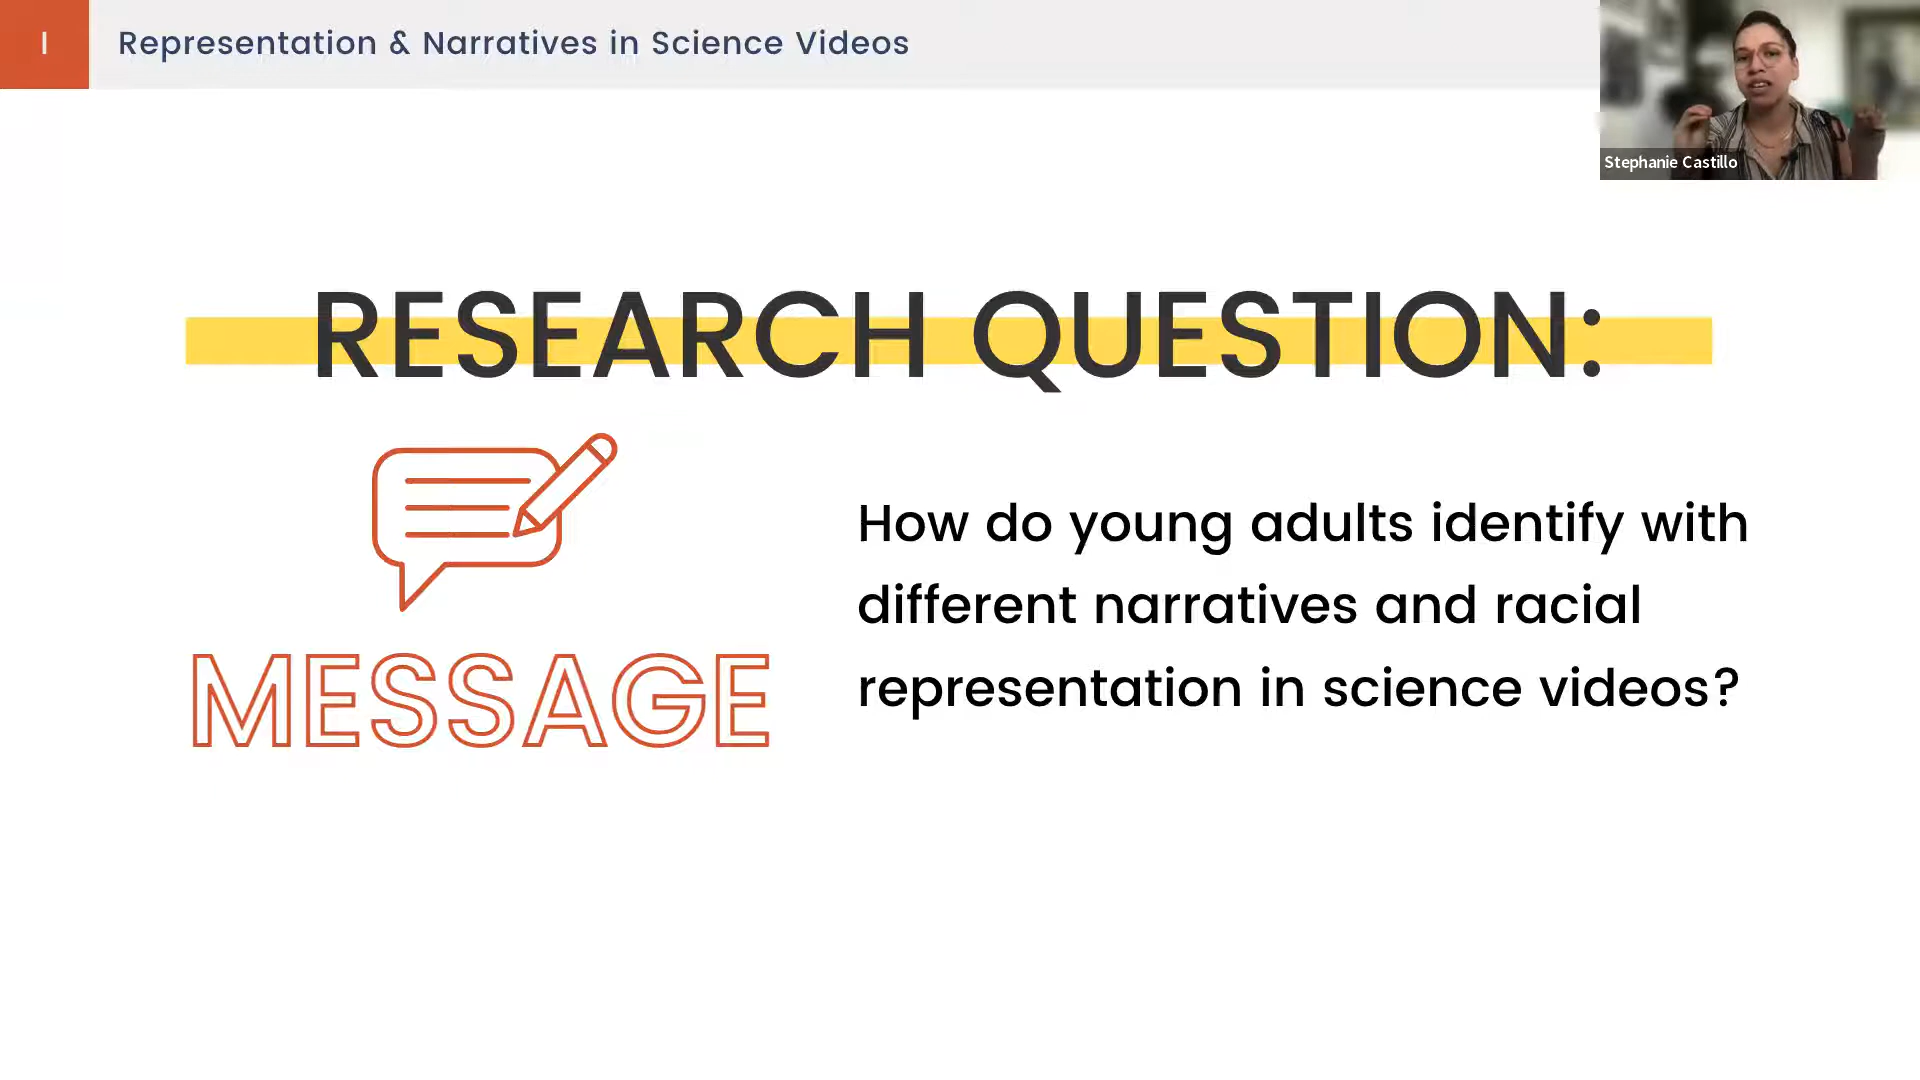 I
Representation & Narratives in Science Videos
Stephanie Castillo
RESEARCH QUESTION:
MESSAGE
How do young adults identify with
different narratives and racial
representation in science videos?